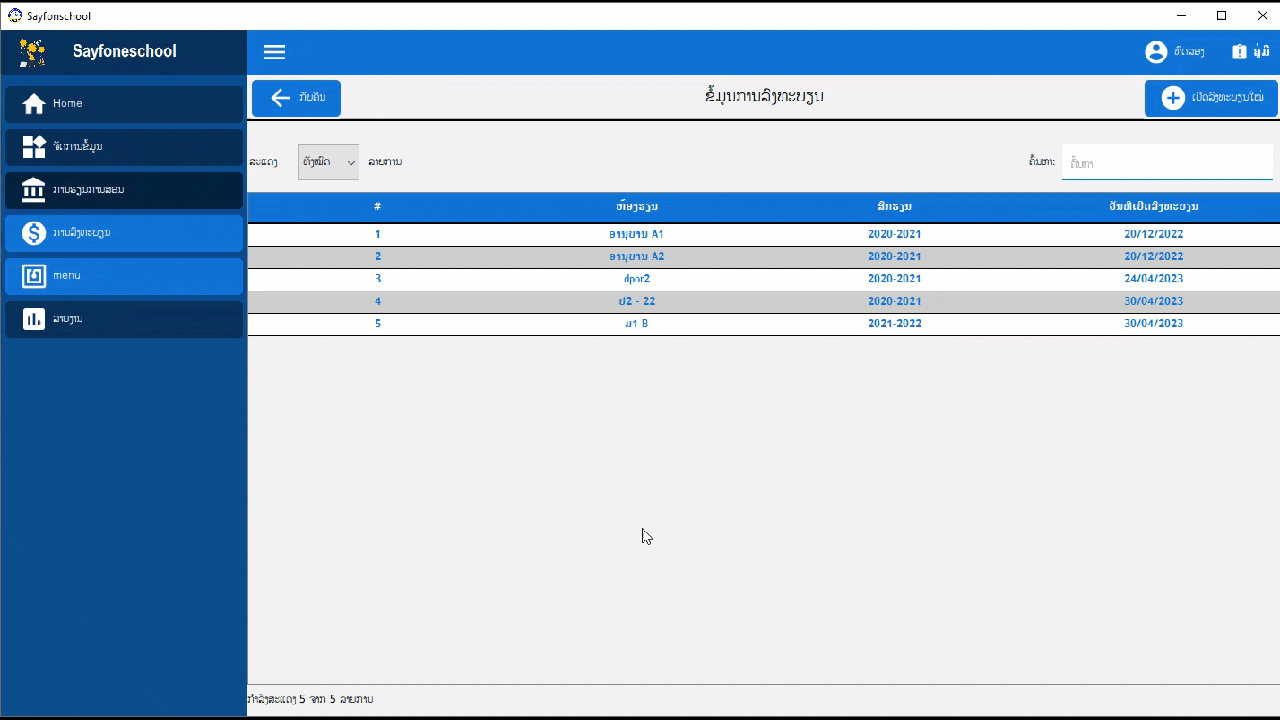 Sayfonschool
Sayfoneschool
ທົດລອງ
ຄູ່ມື
Home
ຈັດການຂໍ້ມູນ
ການຮຽນການສອນ
ການລົງທະບຽນ
menu
ລາຍງານ
ກັບຄືນ
ຂໍ້ມູນການລົງທະບຽນ
ເປີດລົງທະບຽນໃໝ່
ສະແດງ ທັງໝົດ ລາຍການ
ຄົ້ນຫາ: ຄົ້ນຫາ
# ຫ້ອງຮຽນ ສົກຮຽນ ວັນທີເປີດລົງທະບຽນ
1 ອານຸບານ A1 2020-2021 20/12/2022
2 ອານຸບານ A2 2020-2021 20/12/2022
3 dpor2 2020-2021 24/04/2023
4 ປ2 - 22 2020-2021 30/04/2023
5 ມ1 B 2021-2022 30/04/2023
ກຳລັງສະແດງ 5 ຈາກ 5 ລາຍການ